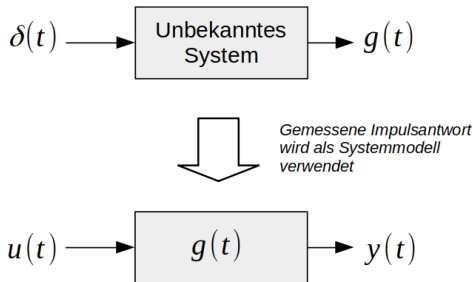 δ(t) Unbekanntes System g(t)
Gemessene Impulsantwort
wird als Systemmodell
verwendet
u(t) g(t) y(t)